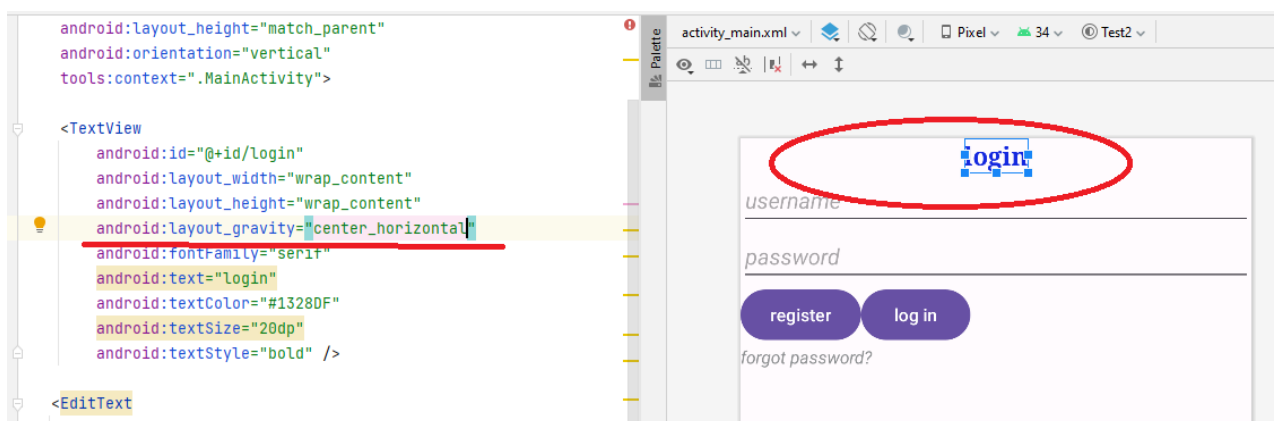 android:layout_height="match_parent"
android:orientation="vertical"
tools:context=".MainActivity">
<TextView
android:id="@+id/login"
android:layout_width="wrap_content"
android:layout_height="wrap_content"
android:layout_gravity="center_horizontal"
android:fontFamily="serif"
android:text="login"
android:textColor="#1328DF"
android:textSize="20dp"
android:textStyle="bold" />
<EditText
Palette
activity_main.xml
Pixel
34
Test2
login
username
password
register
log in
forgot password?